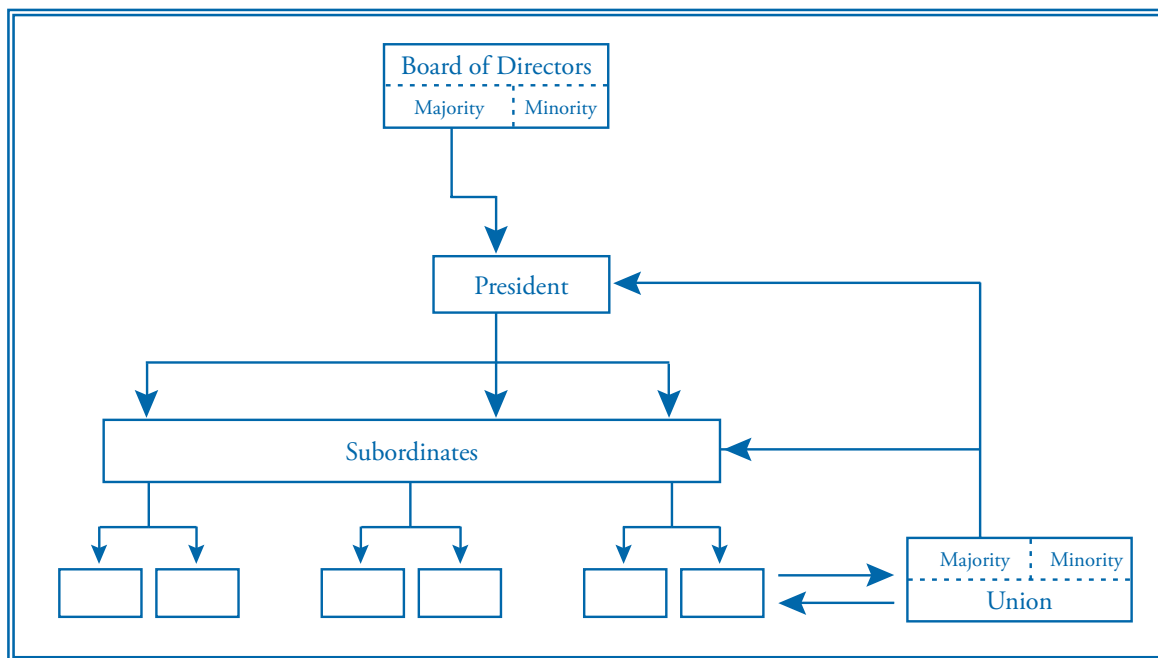 Board of Directors
Majority Minority
President
Subordinates
Majority Minority
Union